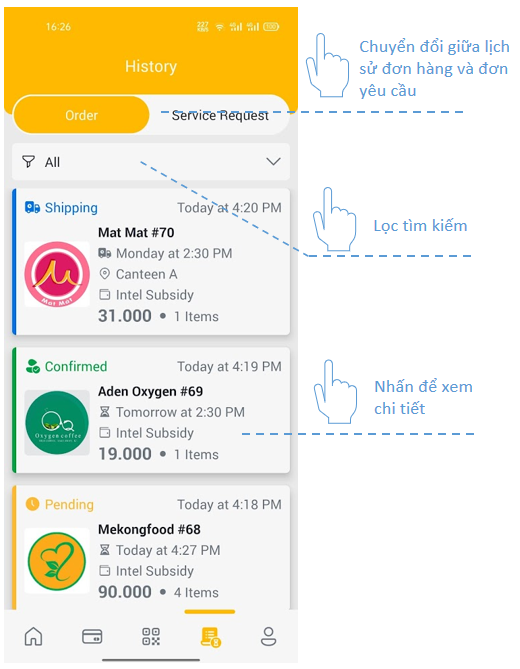 16:26
History
Order
Service Request
All
Chuyển đổi giữa lịch
sử đơn hàng và đơn
yêu cầu
Lọc tìm kiếm
Shipping
Today at 4:20 PM
Mat Mat #70
Monday at 2:30 PM
Canteen A
Intel Subsidy
31.000 • 1 Items
Mat Mat
Confirmed
Today at 4:19 PM
Aden Oxygen #69
Tomorrow at 2:30 PM
Intel Subsidy
19.000 • 1 Items
Oxygen coffee
Nhấn để xem
chi tiết
Pending
Today at 4:18 PM
Mekongfood #68
Today at 4:27 PM
Intel Subsidy
90.000 • 4 Items